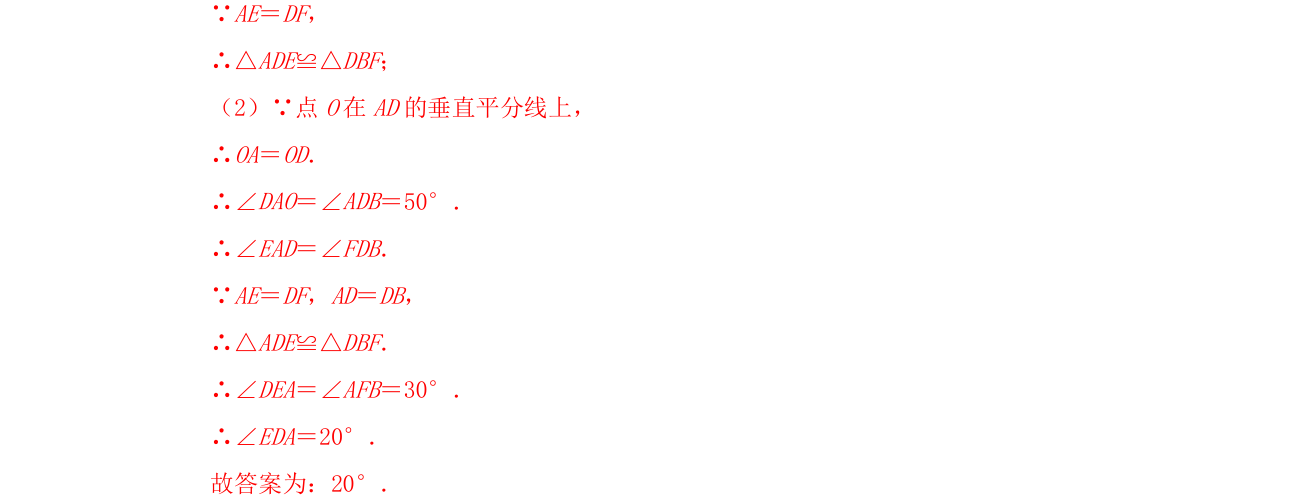 ∵AE=DF，
∴△ADE≌△DBF；
（2）∵点 O 在 AD 的垂直平分线上，
∴OA=OD．
∴∠DAO=∠ADB=50°．
∴∠EAD=∠FDB．
∵AE=DF，AD=DB，
∴△ADE≌△DBF．
∴∠DEA=∠AFB=30°．
∴∠EDA=20°．
故答案为：20°．